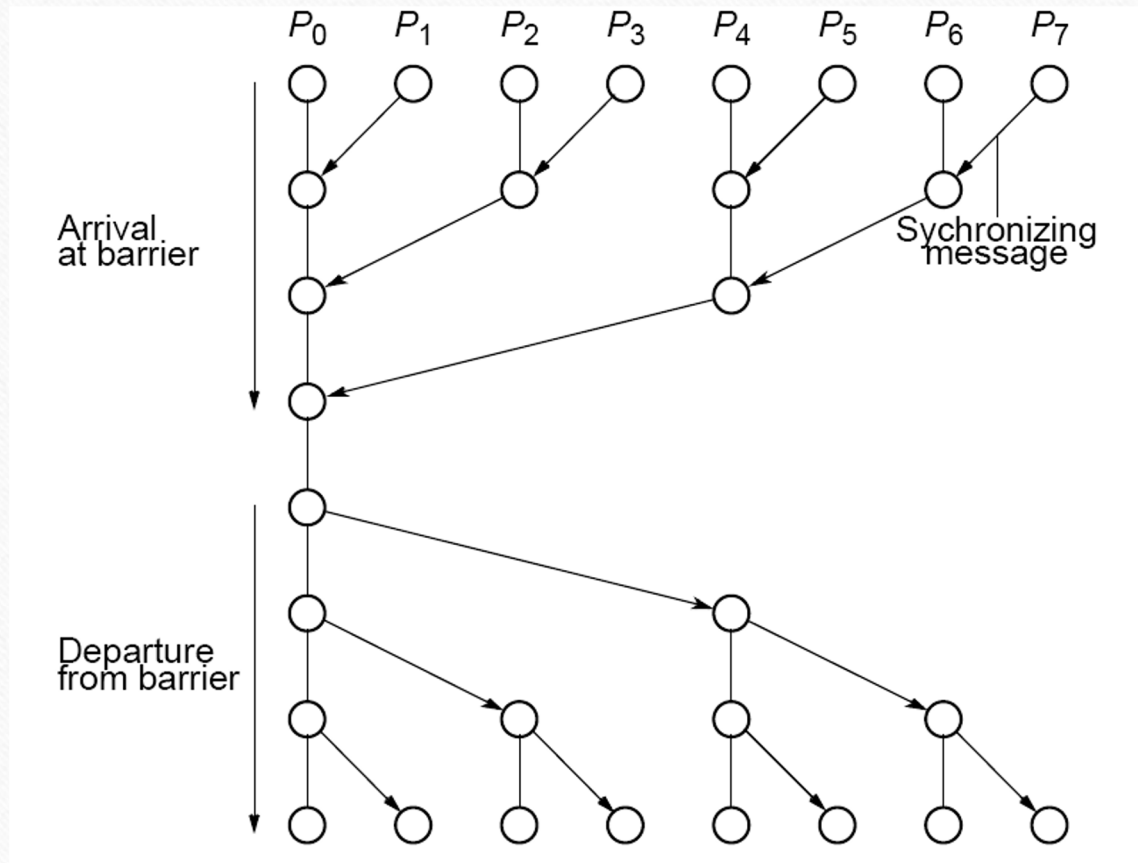 P0 P1 P2 P3 P4 P5 P6 P7
Arrival
at barrier
Sychronizing
message
Departure
from barrier